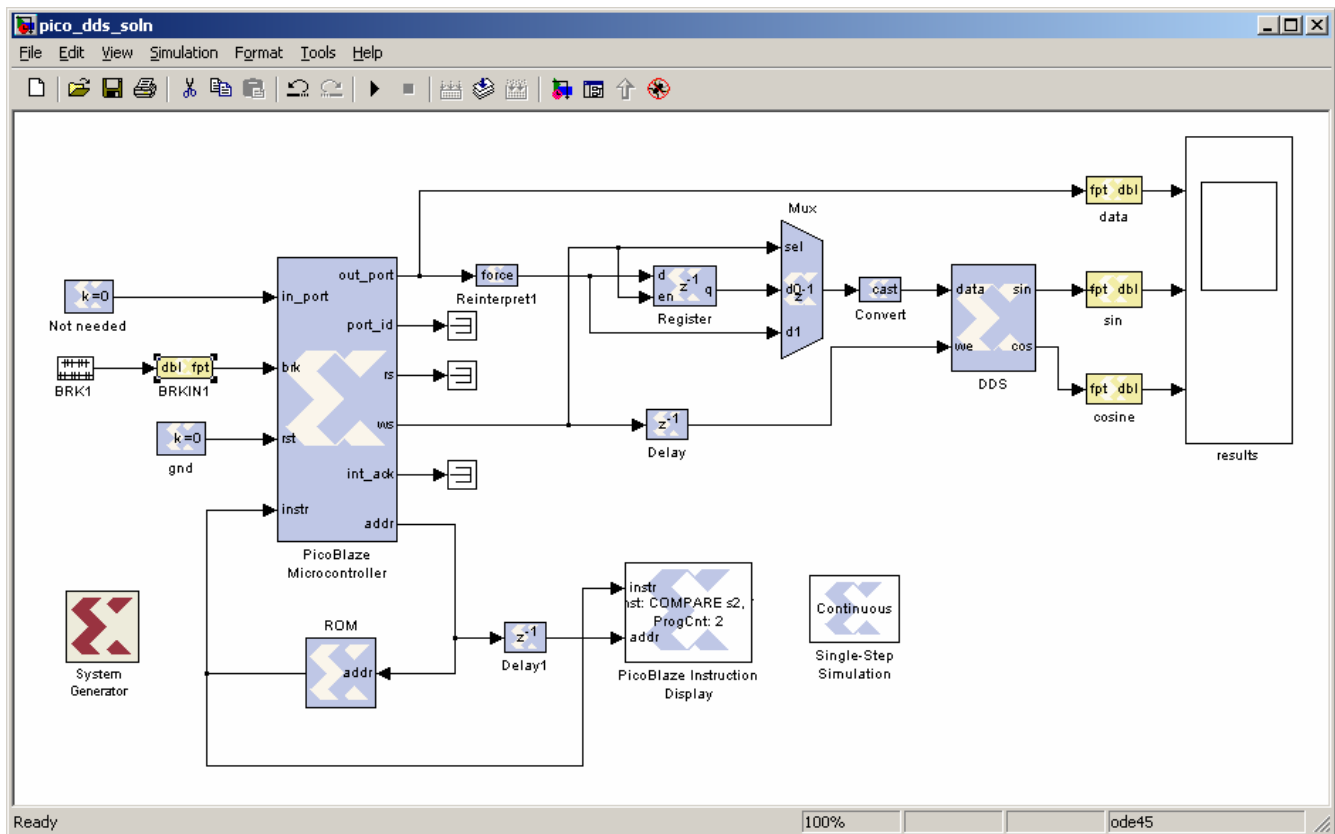 pico_dds_soln
File Edit View Simulation Format Tools Help
out_port
in_port
port_id
brk
rs
rst
ws
int_ack
instr
addr
PicoBlaze
Microcontroller
k =0
Not needed
BRK1
dbl fpt
BRKIN1
k =0
gnd
force
Reinterpret1
d
en
z-1
q
Register
Mux
sel
d0
z-1
d1
cast
Convert
data
we
sin
cos
DDS
fpt dbl
data
fpt dbl
sin
fpt dbl
cosine
results
z-1
Delay
System
Generator
ROM
addr
z-1
Delay1
instr
nst: COMPARE s2,
ProgCnt: 2
addr
PicoBlaze Instruction
Display
Continuous
Single-Step
Simulation
Ready
100%
ode45